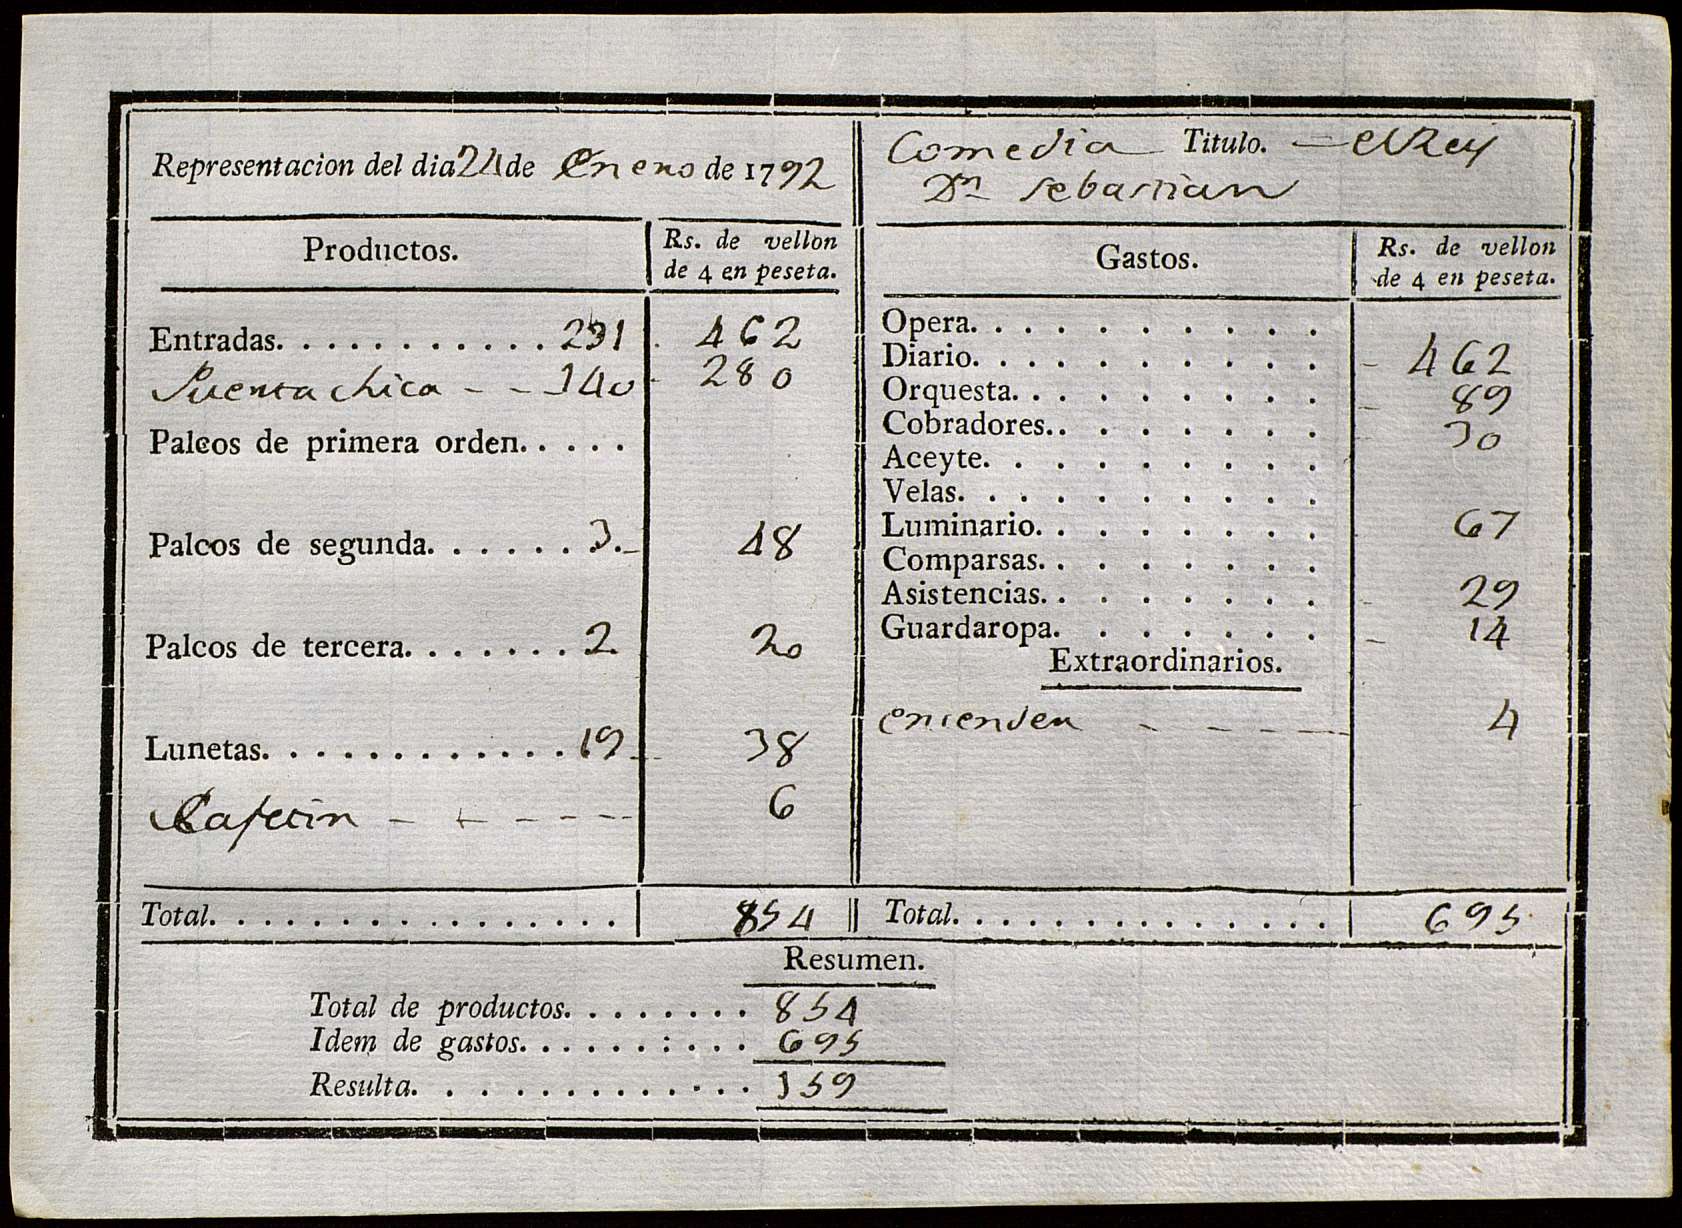 Representacion del dia 24 de Enero de 1792
Comedia Titulo. — el Rey
Dn Sebastian
Productos.
Rs. de vellon
de 4 en peseta.
Entradas. . . . . . . . . . . 231 - 462
Puerta chica - - 140 - 280
Palcos de primera orden. . . . .
Palcos de segunda. . . . . . 3. - 48
Palcos de tercera. . . . . . . 2 20
Lunetas. . . . . . . . . . . . 19 - 38
Cafetin - - - - - - 6
Total. . . . . . . . . . . . . . . . 854
Gastos.
Rs. de vellon
de 4 en peseta.
Opera. . . . . . . . . .
Diario. . . . . . . . . . - 462
Orquesta. . . . . . . . . - 89
Cobradores. . . . . . . . - 30
Aceyte. . . . . . . . .
Velas. . . . . . . . . .
Luminario. . . . . . . . 67
Comparsas. . . . . . . .
Asistencias. . . . . . . . - 29
Guardaropa. . . . . . . - 14
Extraordinarios.
encender - - - - 4
Total. . . . . . . . . . . . . . . 695
Resumen.
Total de productos. . . . . . . . 854
Idem de gastos. . . . . . : . . . 695
Resulta. . . . . . . . . . . . . 159